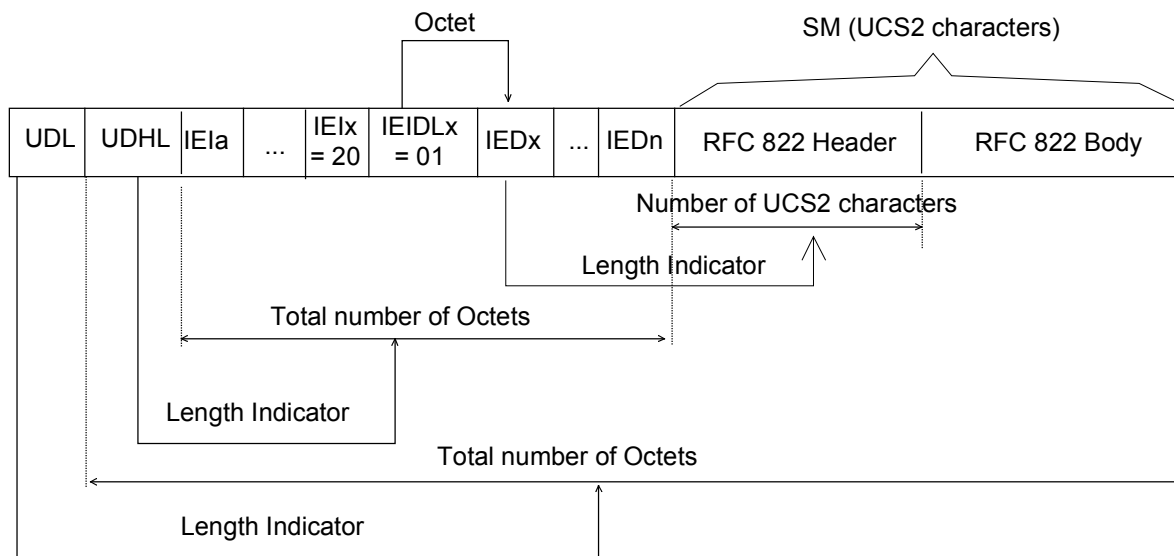 Octet
SM (UCS2 characters)
UDL
UDHL
IEIa
...
IEIx
= 20
IEIDLx
= 01
IEDx
...
IEDn
RFC 822 Header
RFC 822 Body
Number of UCS2 characters
Length Indicator
Total number of Octets
Length Indicator
Total number of Octets
Length Indicator